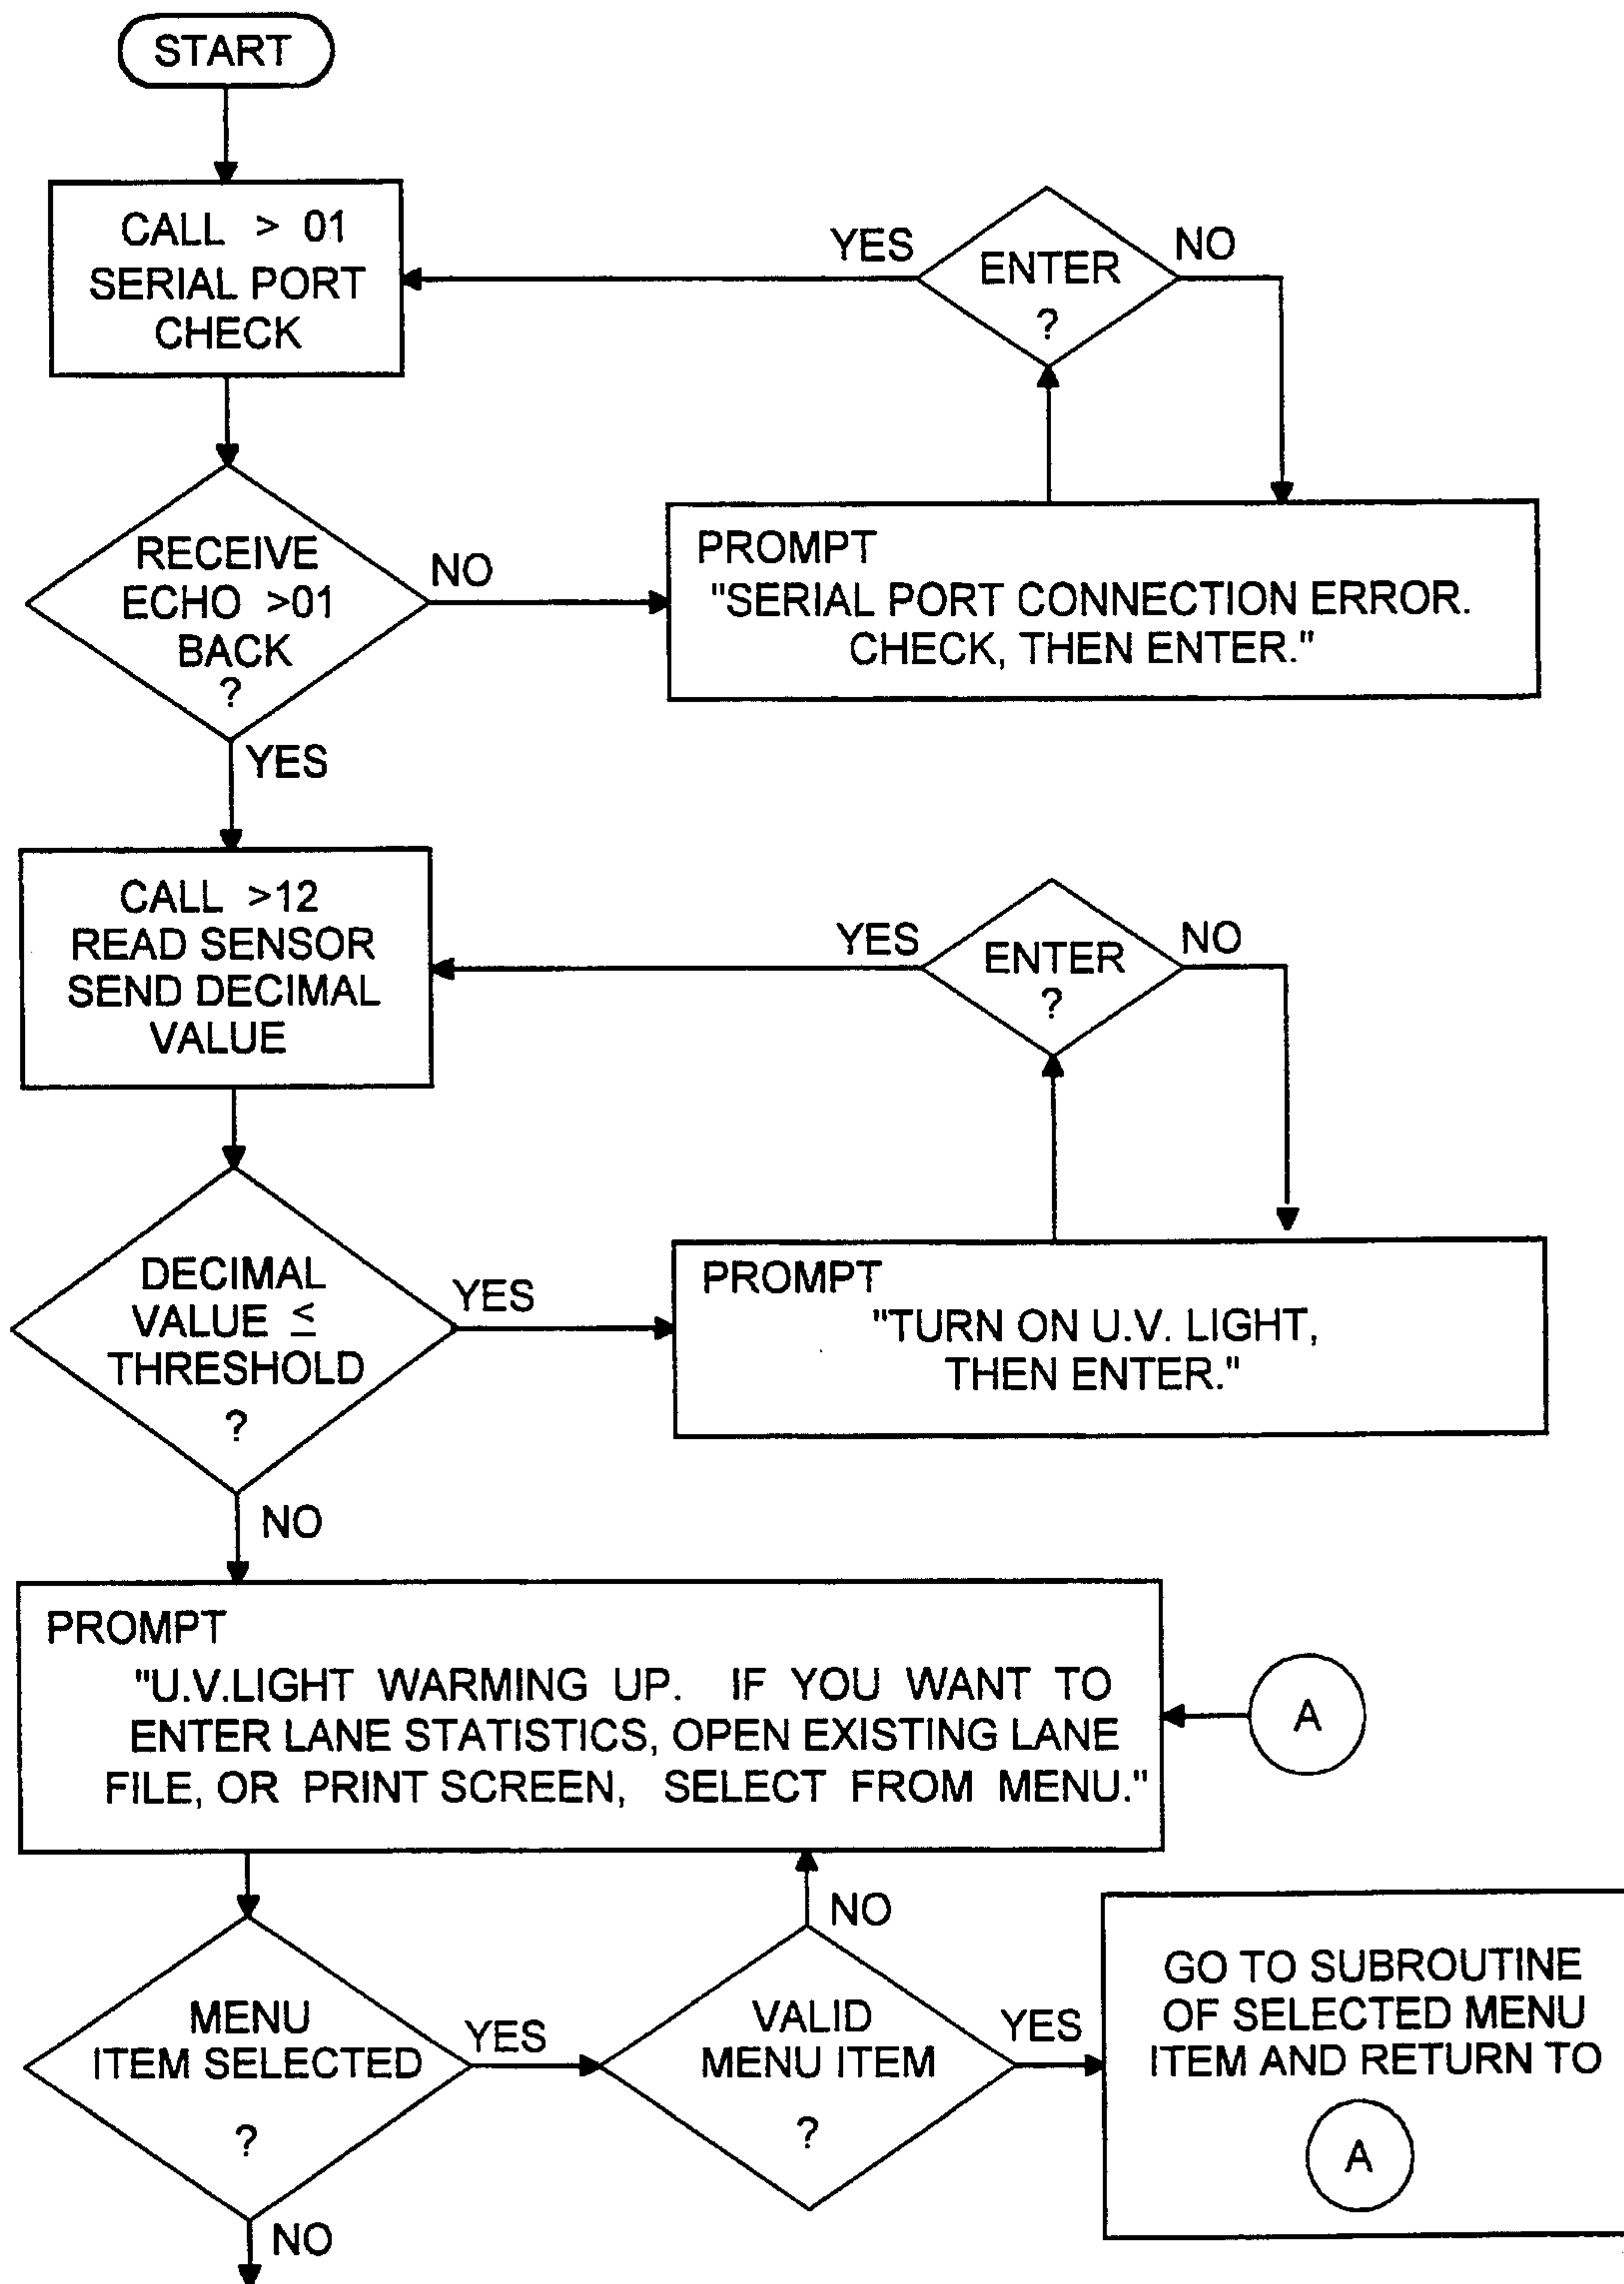 START
CALL > 01
SERIAL PORT
CHECK
YES
ENTER
?
NO
RECEIVE
ECHO >01
BACK
?
NO
PROMPT
"SERIAL PORT CONNECTION ERROR.
CHECK, THEN ENTER."
YES
CALL >12
READ SENSOR
SEND DECIMAL
VALUE
YES
ENTER
?
NO
DECIMAL
VALUE ≤
THRESHOLD
?
YES
PROMPT
"TURN ON U.V. LIGHT,
THEN ENTER."
NO
PROMPT
"U.V.LIGHT WARMING UP. IF YOU WANT TO
ENTER LANE STATISTICS, OPEN EXISTING LANE
FILE, OR PRINT SCREEN, SELECT FROM MENU."
A
MENU
ITEM SELECTED
?
YES
VALID
MENU ITEM
?
NO
YES
GO TO SUBROUTINE
OF SELECTED MENU
ITEM AND RETURN TO
A
NO